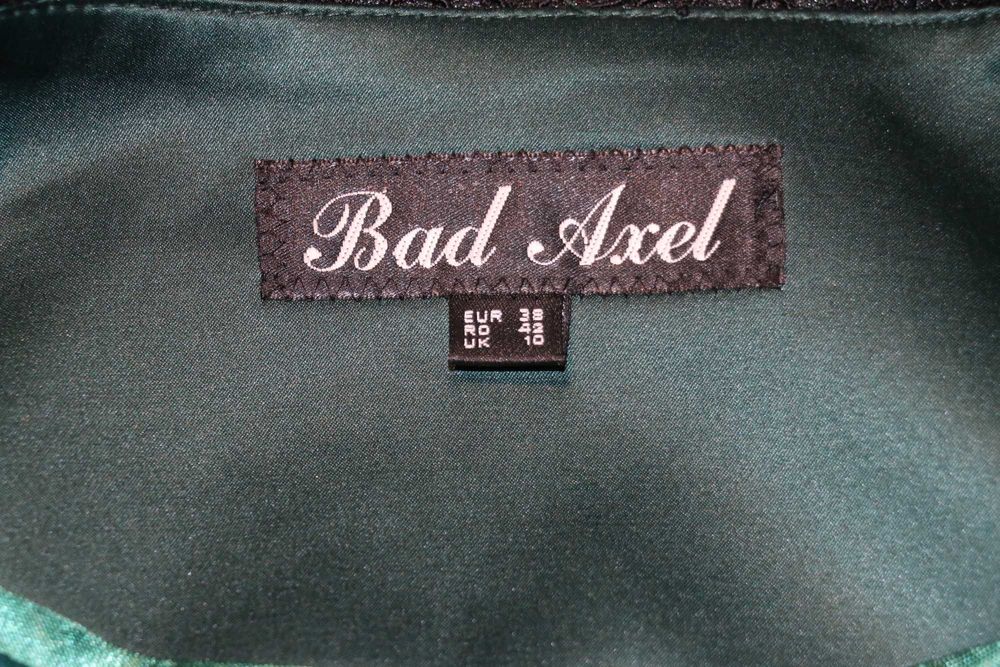 Bad Axel
EUR 38
RO 42
UK 10